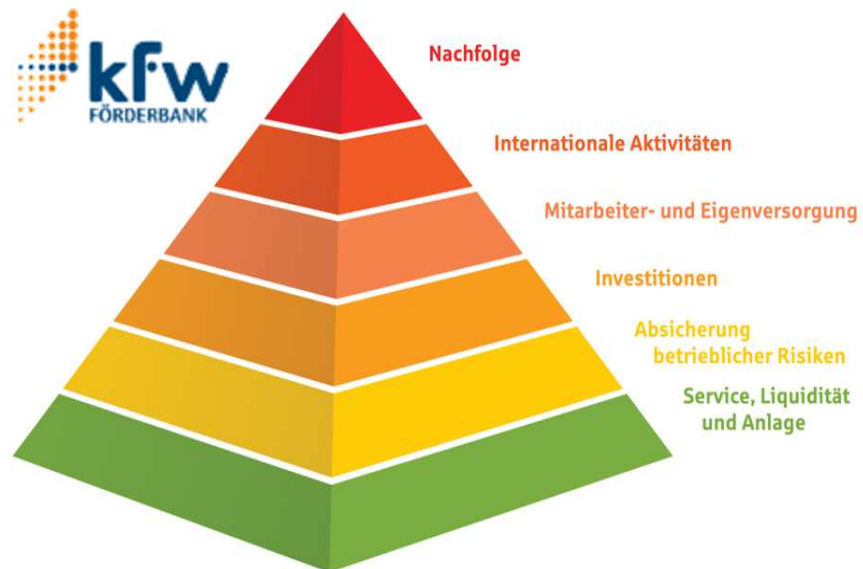 kfw
FÖRDERBANK
Nachfolge
Internationale Aktivitäten
Mitarbeiter- und Eigenversorgung
Investitionen
Absicherung
betrieblicher Risiken
Service, Liquidität
und Anlage